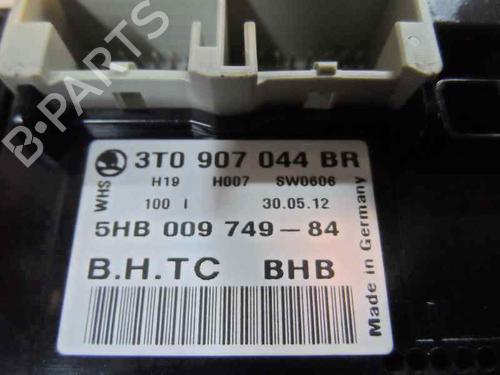 B-PARTS
WHS
3T0 907 044 BR
H19 H007 SW0606
100 I 30.05.12
5HB 009 749-84
B.H.TC BHB
Made in Germany